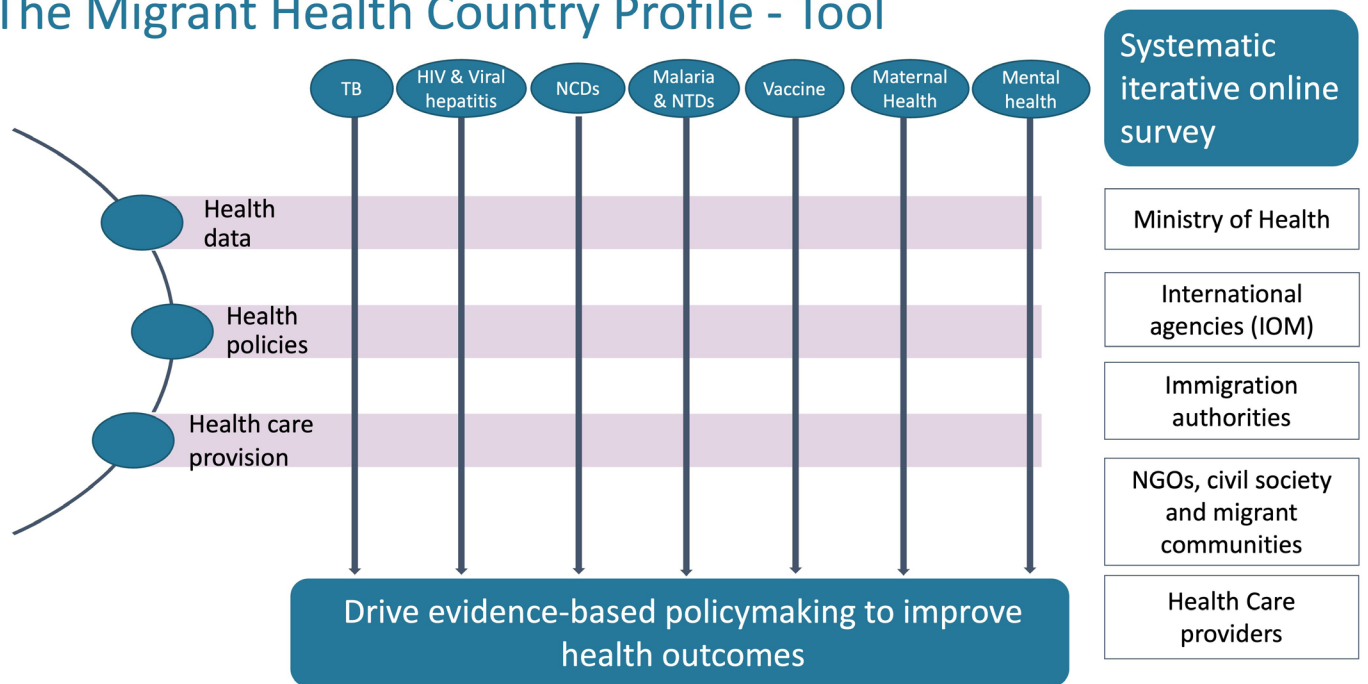 The Migrant Health Country Profile - Tool
TB
HIV & Viral
hepatitis
NCDs
Malaria
& NTDs
Vaccine
Maternal
Health
Mental
health
Health
data
Health
policies
Health care
provision
Drive evidence-based policymaking to improve
health outcomes
Systematic
iterative online
survey
Ministry of Health
International
agencies (IOM)
Immigration
authorities
NGOs, civil society
and migrant
communities
Health Care
providers